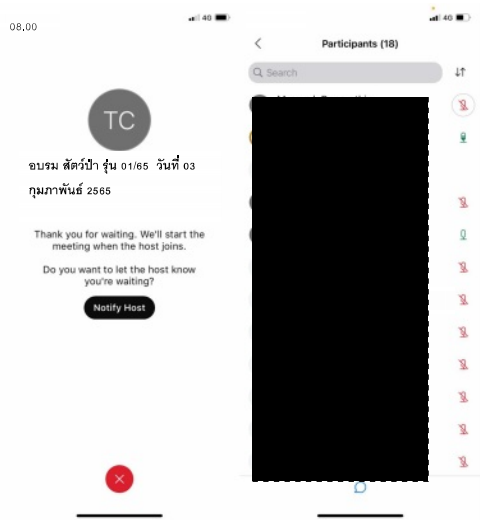 08.00
40
TC
อบรม สัตว์ป่า รุ่น 01/65 วันที่ 03
กุมภาพันธ์ 2565
Thank you for waiting. We'll start the
meeting when the host joins.
Do you want to let the host know
you're waiting?
Notify Host
40
Participants (18)
Search